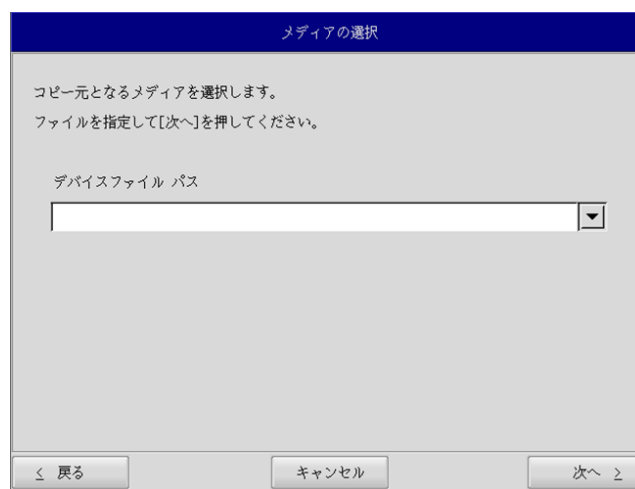 メディアの選択
コピー元となるメディアを選択します。
ファイルを指定して[次へ]を押してください。
デバイスファイル パス
< 戻る
キャンセル
次へ >